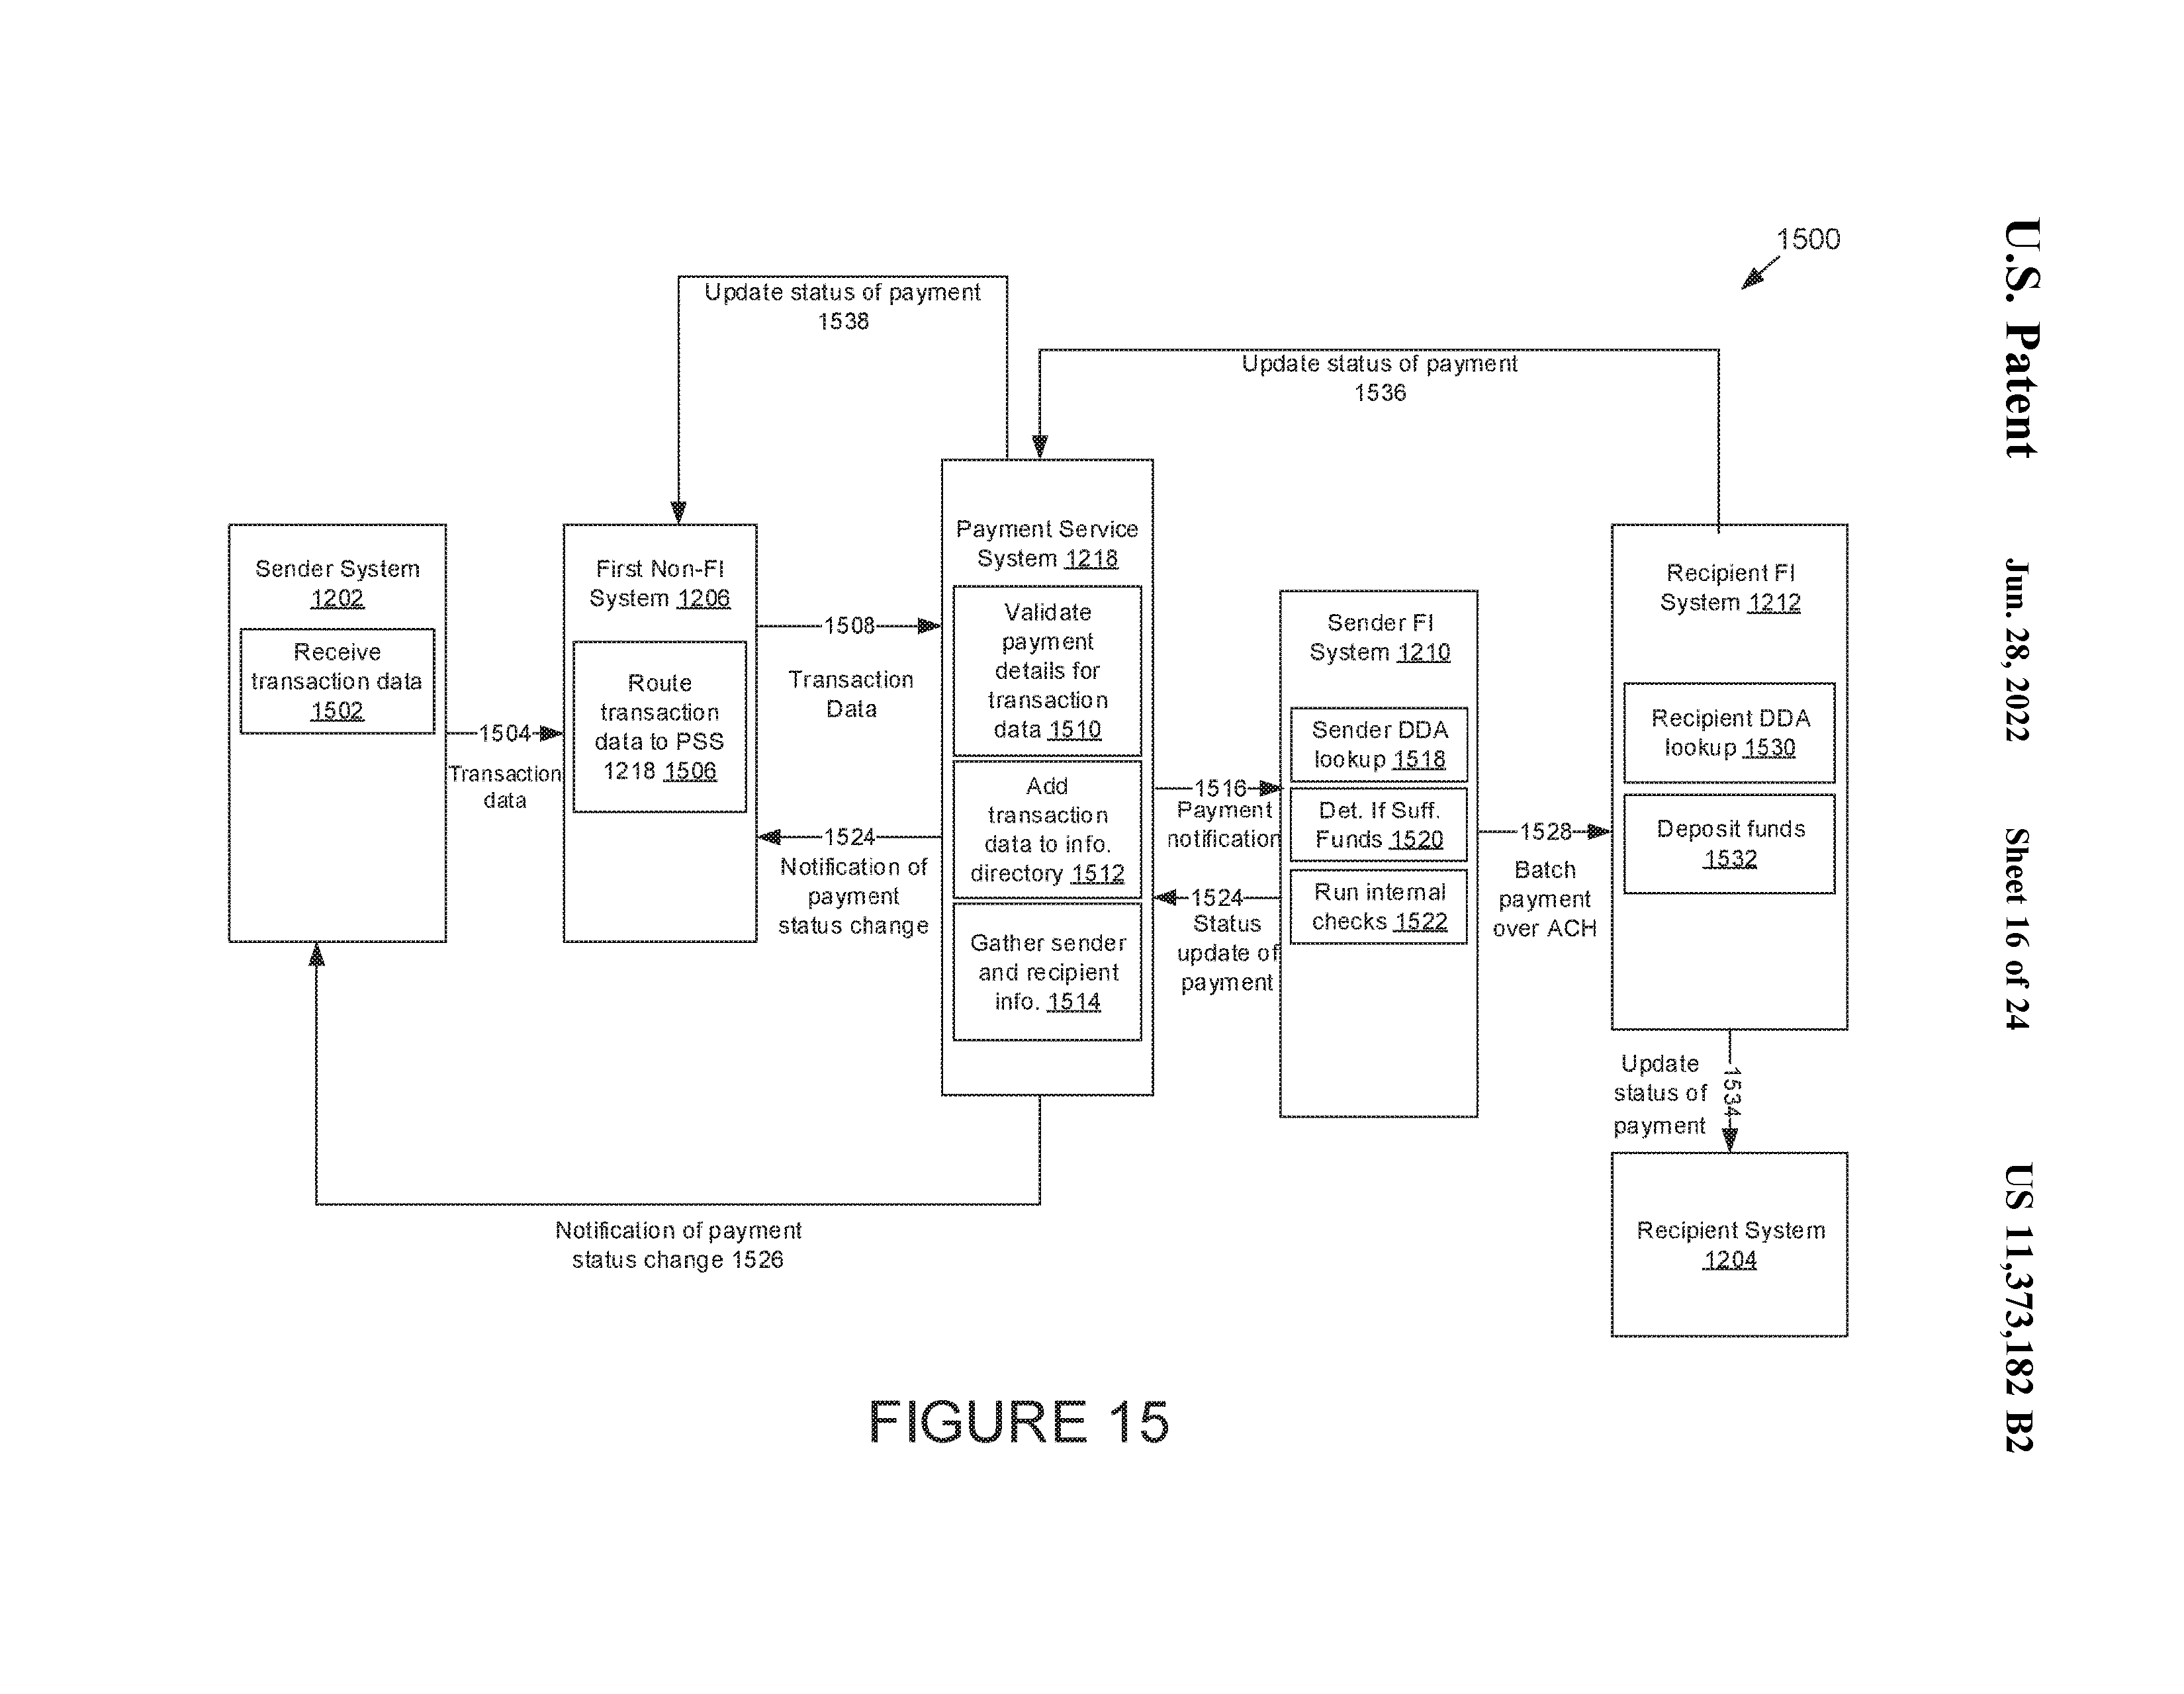 U.S. Patent
Jun. 28, 2022
Sheet 16 of 24
US 11,373,182 B2
1500
Update status of payment
1538
Update status of payment
1536
Sender System
1202
Receive
transaction data
1502
1504
Transaction
data
First Non-FI
System 1206
Route
transaction
data to PSS
1218 1506
1508
Transaction
Data
1524
Notification of
payment
status change
Payment Service
System 1218
Validate
payment
details for
transaction
data 1510
Add
transaction
data to info.
directory 1512
Gather sender
and recipient
info. 1514
1516
Payment
notification
1524
Status
update of
payment
Sender FI
System 1210
Sender DDA
lookup 1518
Det. If Suff.
Funds 1520
Run internal
checks 1522
1528
Batch
payment
over ACH
Recipient FI
System 1212
Recipient DDA
lookup 1530
Deposit funds
1532
Update
status of
payment
1534
Recipient System
1204
Notification of payment
status change 1526
FIGURE 15